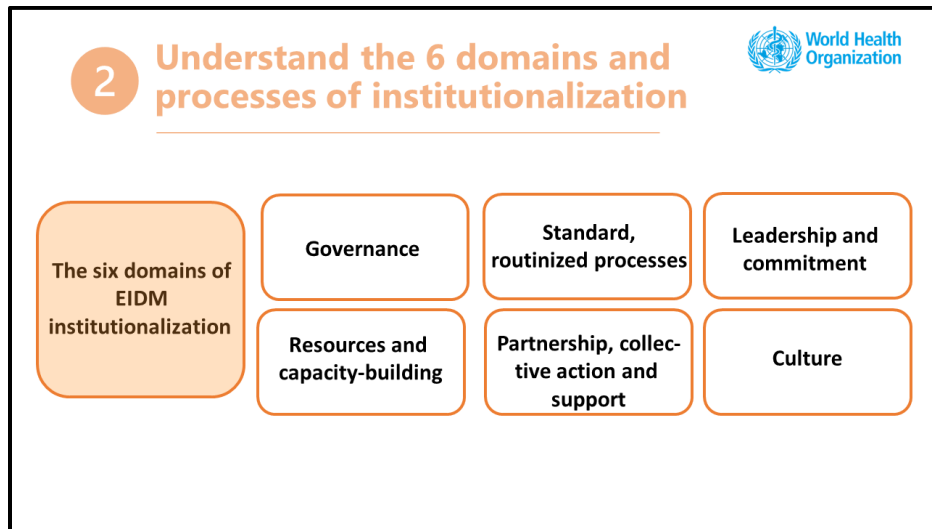 2
Understand the 6 domains and
processes of institutionalization
World Health
Organization
The six domains of
EIDM
institutionalization
Governance
Standard,
routinized processes
Leadership and
commitment
Resources and
capacity-building
Partnership, collec-
tive action and
support
Culture